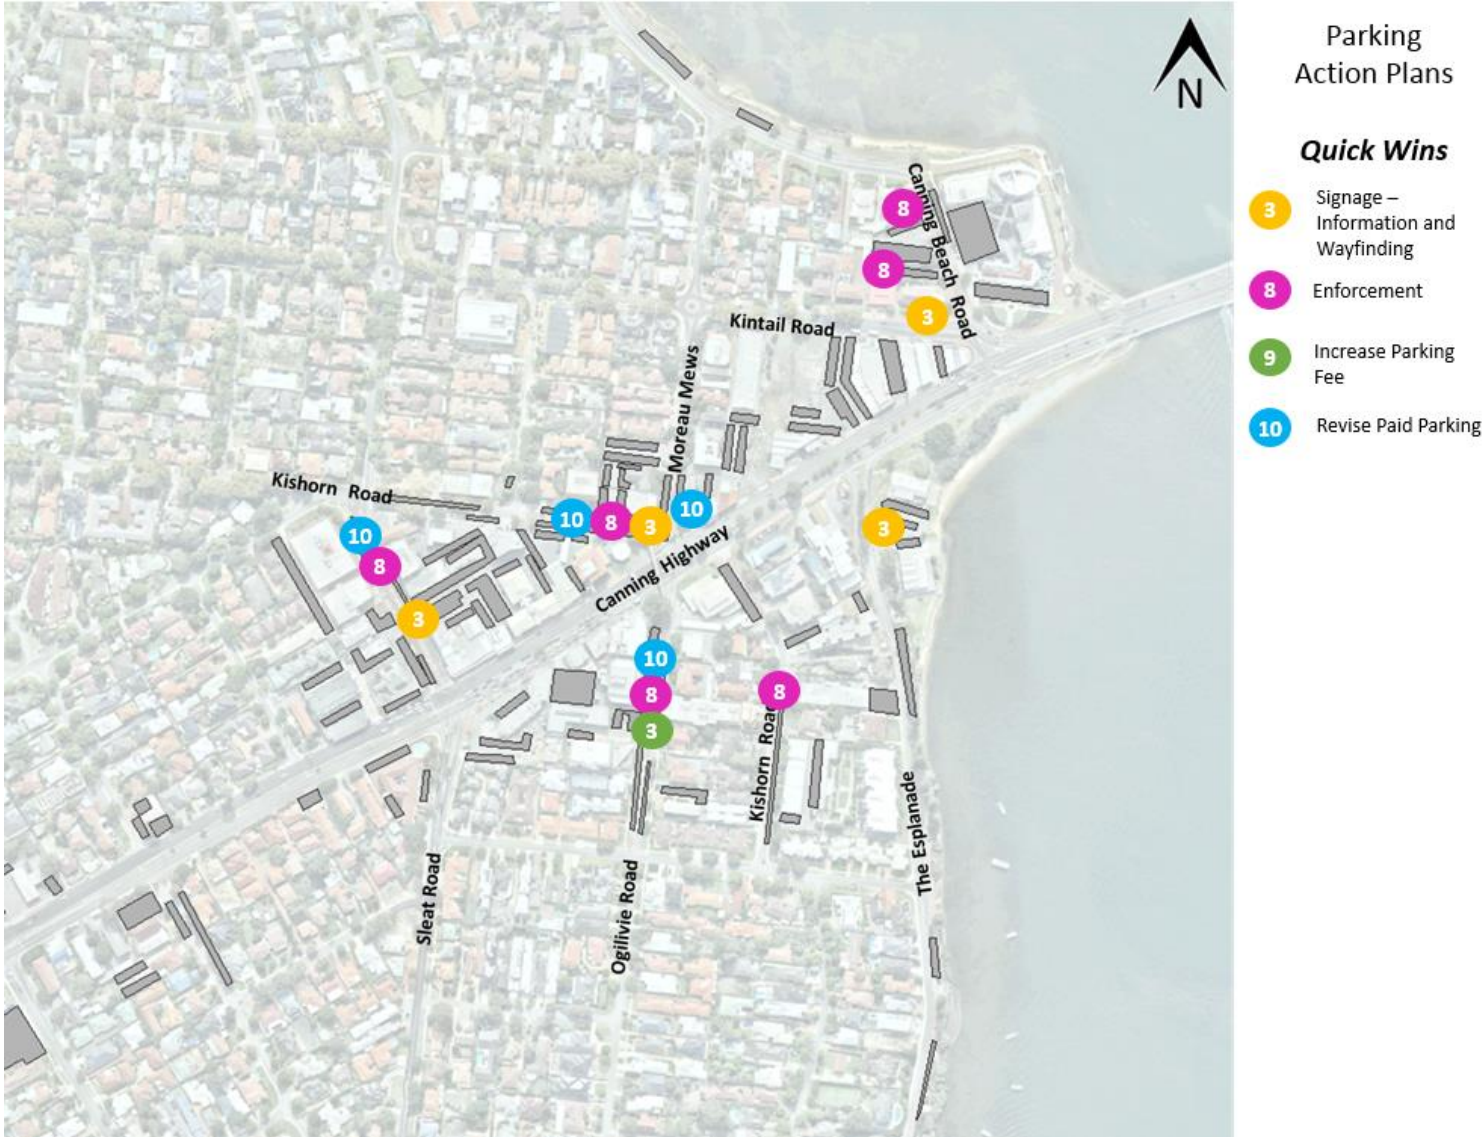 Parking
Action Plans
Quick Wins
3
Signage –
Information and
Wayfinding
8
Enforcement
9
Increase Parking
Fee
10
Revise Paid Parking
N
Canning Beach Road
8
8
3
Kintail Road
Moreau Mews
Kishorn Road
10
8
3
10
8
3
10
Canning Highway
3
10
8
3
8
Kishorn Road
The Esplanade
Sleat Road
Ogilivie Road